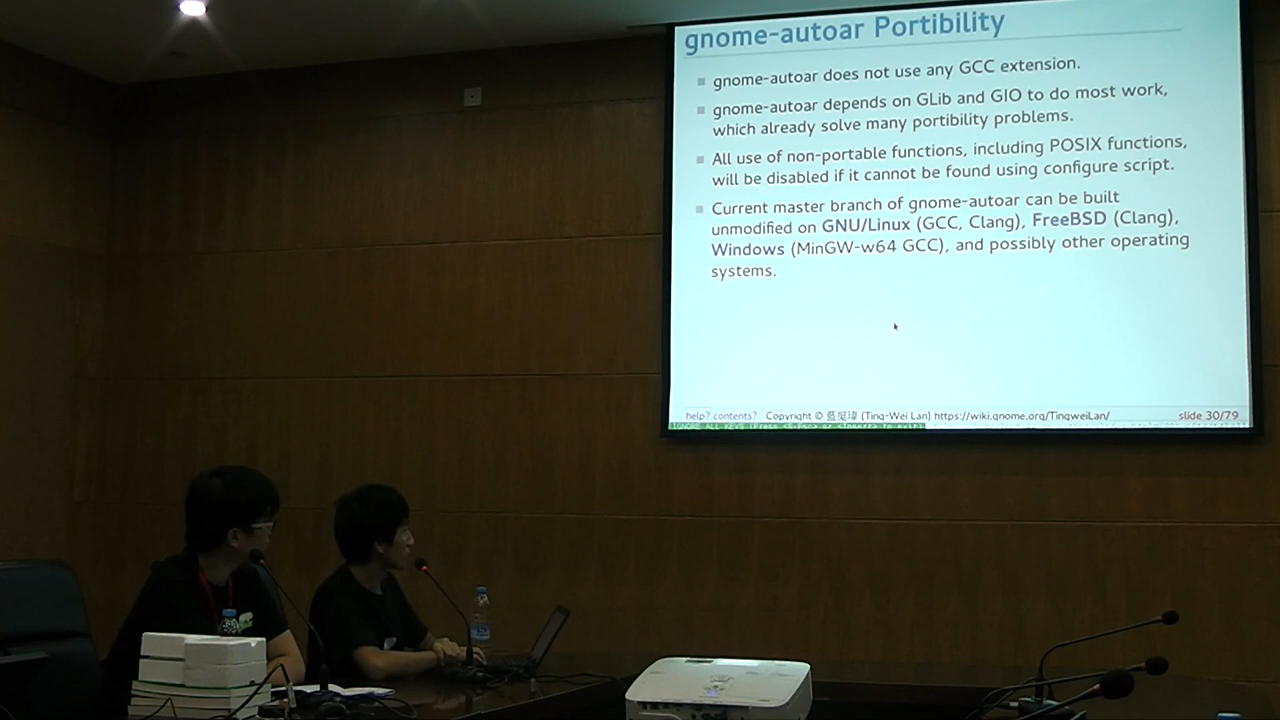 gnome-autoar Portibility
gnome-autoar does not use any GCC extension.
gnome-autoar depends on GLib and GIO to do most work,
which already solve many portibility problems.
All use of non-portable functions, including POSIX functions,
will be disabled if it cannot be found using configure script.
Current master branch of gnome-autoar can be built
unmodified on GNU/Linux (GCC, Clang), FreeBSD (Clang),
Windows (MinGW-w64 GCC), and possibly other operating
systems.
help? contents? Copyright © 藍挺瑋 (Ting-Wei Lan) https://wiki.gnome.org/TingweiLan/ slide 30/79